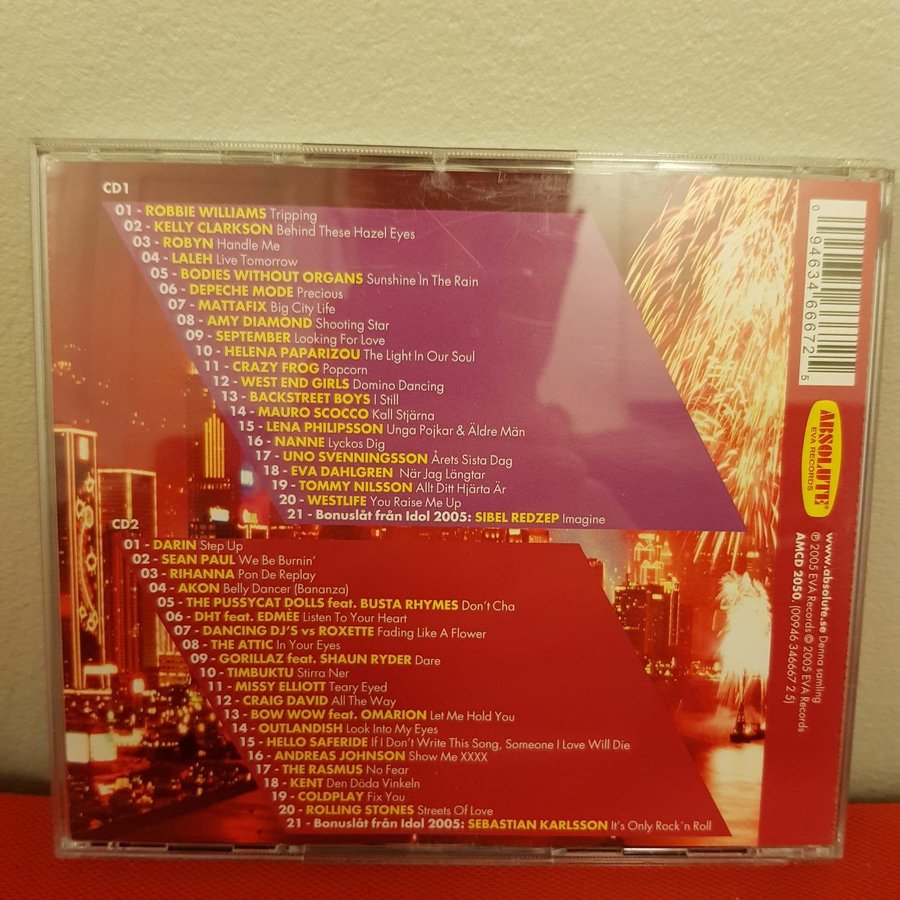 CD1
01 - ROBBIE WILLIAMS Tripping
02 - KELLY CLARKSON Behind These Hazel Eyes
03 - ROBYN Handle Me
04 - LALEH Live Tomorrow
05 - BODIES WITHOUT ORGANS Sunshine In The Rain
06 - DEPECHE MODE Precious
07 - MATTAFIX Big City Life
08 - AMY DIAMOND Shooting Star
09 - SEPTEMBER Looking For Love
10 - HELENA PAPARIZOU The Light In Our Soul
11 - CRAZY FROG Popcorn
12 - WEST END GIRLS Domino Dancing
13 - BACKSTREET BOYS I Still
14 - MAURO SCOCCO Kall Stjärna
15 - LENA PHILIPSSON Unga Pojkar & Äldre Män
16 - NANNE Lyckos Dig
17 - UNO SVENNINGSSON Årets Sista Dag
18 - EVA DAHLGREN När Jag Längtar
19 - TOMMY NILSSON Allt Ditt Hjärta Är
20 - WESTLIFE You Raise Me Up
21 - Bonuslåt från Idol 2005: SIBEL REDZEP Imagine
CD2
01 - DARIN Step Up
02 - SEAN PAUL We Be Burnin'
03 - RIHANNA Pon De Replay
04 - AKON Belly Dancer (Bananza)
05 - THE PUSSYCAT DOLLS feat. BUSTA RHYMES Don't Cha
06 - DHT feat. EDMÉE Listen To Your Heart
07 - DANCING DJ'S vs ROXETTE Fading Like A Flower
08 - THE ATTIC In Your Eyes
09 - GORILLAZ feat. SHAUN RYDER Dare
10 - TIMBUKTU Stirra Ner
11 - MISSY ELLIOTT Teary Eyed
12 - CRAIG DAVID All The Way
13 - BOW WOW feat. OMARION Let Me Hold You
14 - OUTLANDISH Look Into My Eyes
15 - HELLO SAFERIDE If I Don't Write This Song, Someone I Love Will Die
16 - ANDREAS JOHNSON Show Me XXXX
17 - THE RASMUS No Fear
18 - KENT Den Döda Vinkeln
19 - COLDPLAY Fix You
20 - ROLLING STONES Streets Of Love
21 - Bonuslåt från Idol 2005: SEBASTIAN KARLSSON It's Only Rock'n Roll
0 94634 66672 5
ABSOLUTE®
EVA RECORDS
www.absolute.se Denna samling
℗ 2005 EVA Records © 2005 EVA Records
AMCD 2050 (00946 346667 2 5)